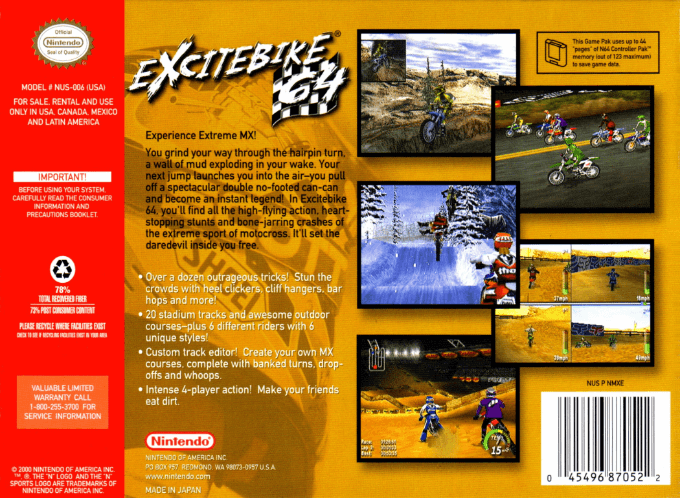 Official
Nintendo
Seal of Quality
MODEL # NUS-006 (USA)
FOR SALE, RENTAL AND USE
ONLY IN USA, CANADA, MEXICO
AND LATIN AMERICA
IMPORTANT!
BEFORE USING YOUR SYSTEM,
CAREFULLY READ THE CONSUMER
INFORMATION AND
PRECAUTIONS BOOKLET.
78%
TOTAL RECOVERED FIBER
73% POST CONSUMER CONTENT
PLEASE RECYCLE WHERE FACILITIES EXIST
CHECK TO SEE IF RECYCLING FACILITIES EXIST IN YOUR AREA
VALUABLE LIMITED
WARRANTY CALL
1-800-255-3700 FOR
SERVICE INFORMATION
© 2000 NINTENDO OF AMERICA INC.
™, ®, THE "N" LOGO AND THE "N"
SPORTS LOGO ARE TRADEMARKS OF
NINTENDO OF AMERICA INC.
EXCITEBIKE®
64
Experience Extreme MX!
You grind your way through the hairpin turn,
a wall of mud exploding in your wake. Your
next jump launches you into the air–you pull
off a spectacular double no-footed can-can
and become an instant legend! In Excitebike
64, you'll find all the high-flying action, heart-
stopping stunts and bone-jarring crashes of
the extreme sport of motocross. It'll set the
daredevil inside you free.
• Over a dozen outrageous tricks! Stun the
crowds with heel clickers, cliff hangers, bar
hops and more!
• 20 stadium tracks and awesome outdoor
courses–plus 6 different riders with 6
unique styles!
• Custom track editor! Create your own MX
courses, complete with banked turns, drop-
offs and whoops.
• Intense 4-player action! Make your friends
eat dirt.
Nintendo®
NINTENDO OF AMERICA INC.
P.O. BOX 957, REDMOND, WA 98073-0957 U.S.A.
www.nintendo.com
MADE IN JAPAN
This Game Pak uses up to 64
"pages" of N64 Controller Pak™
memory (out of 123 maximum)
to save game data.
NUS P NMXE
0 45496 87052 2